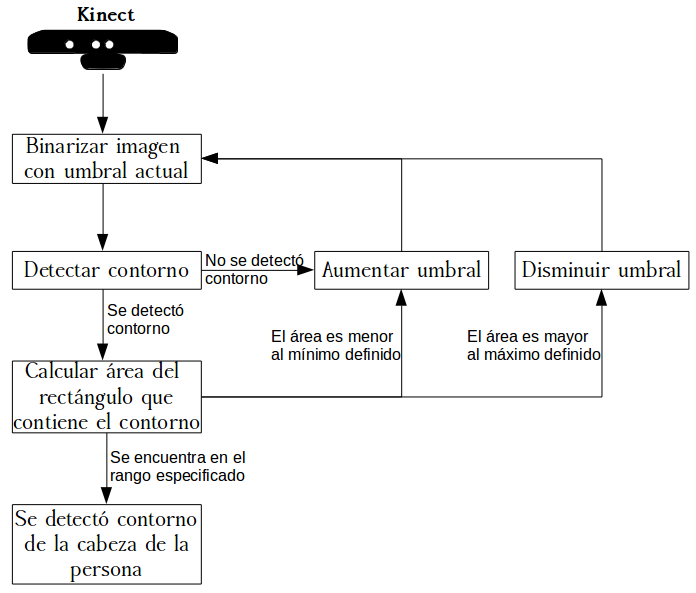 Kinect
Binarizar imagen
con umbral actual
Detectar contorno
No se detectó
contorno
Aumentar umbral
Disminuir umbral
Se detectó
contorno
El área es menor
al mínimo definido
El área es mayor
al máximo definido
Calcular área del
rectángulo que
contiene el contorno
Se encuentra en el
rango especificado
Se detectó contorno
de la cabeza de la
persona